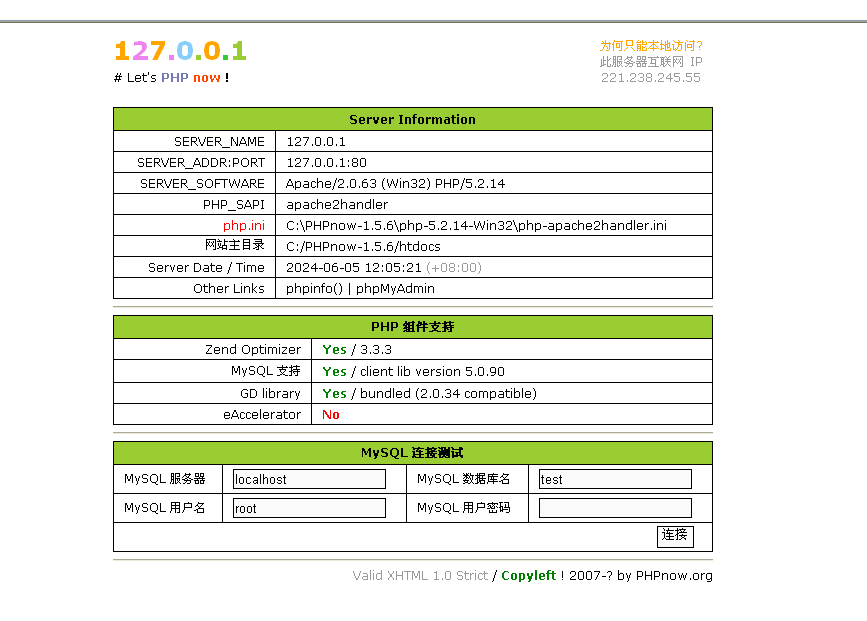 127.0.0.1
为何只能本地访问?
# Let's PHP now !
此服务器互联网 IP
221.238.245.55
Server Information
SERVER_NAME 127.0.0.1
SERVER_ADDR:PORT 127.0.0.1:80
SERVER_SOFTWARE Apache/2.0.63 (Win32) PHP/5.2.14
PHP_SAPI apache2handler
php.ini C:\PHPnow-1.5.6\php-5.2.14-Win32\php-apache2handler.ini
网站主目录 C:/PHPnow-1.5.6/htdocs
Server Date / Time 2024-06-05 12:05:21 (+08:00)
Other Links phpinfo() | phpMyAdmin
PHP 组件支持
Zend Optimizer Yes / 3.3.3
MySQL 支持 Yes / client lib version 5.0.90
GD library Yes / bundled (2.0.34 compatible)
eAccelerator No
MySQL 连接测试
MySQL 服务器 localhost MySQL 数据库名 test
MySQL 用户名 root MySQL 用户密码
连接
Valid XHTML 1.0 Strict / Copyleft ! 2007-? by PHPnow.org